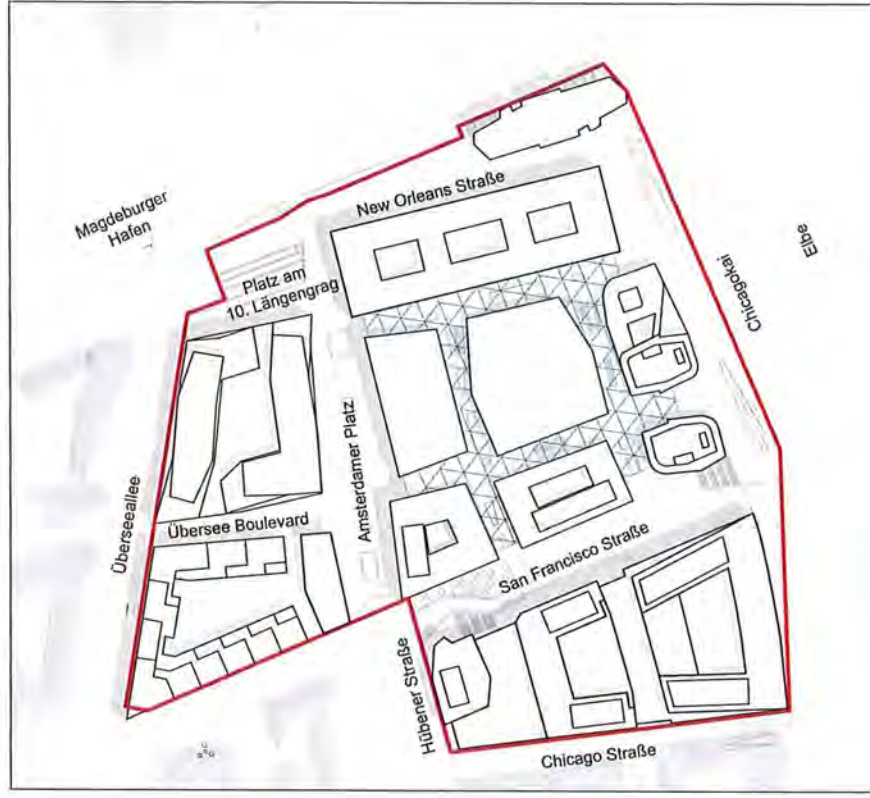 New Orleans Straße
Magdeburger
Hafen
Elbe
Platz am
10. Längengrag
Chicagokai
Amsterdamer Platz
Überseeallee
Übersee Boulevard
San Francisco Straße
Hübener Straße
Chicago Straße